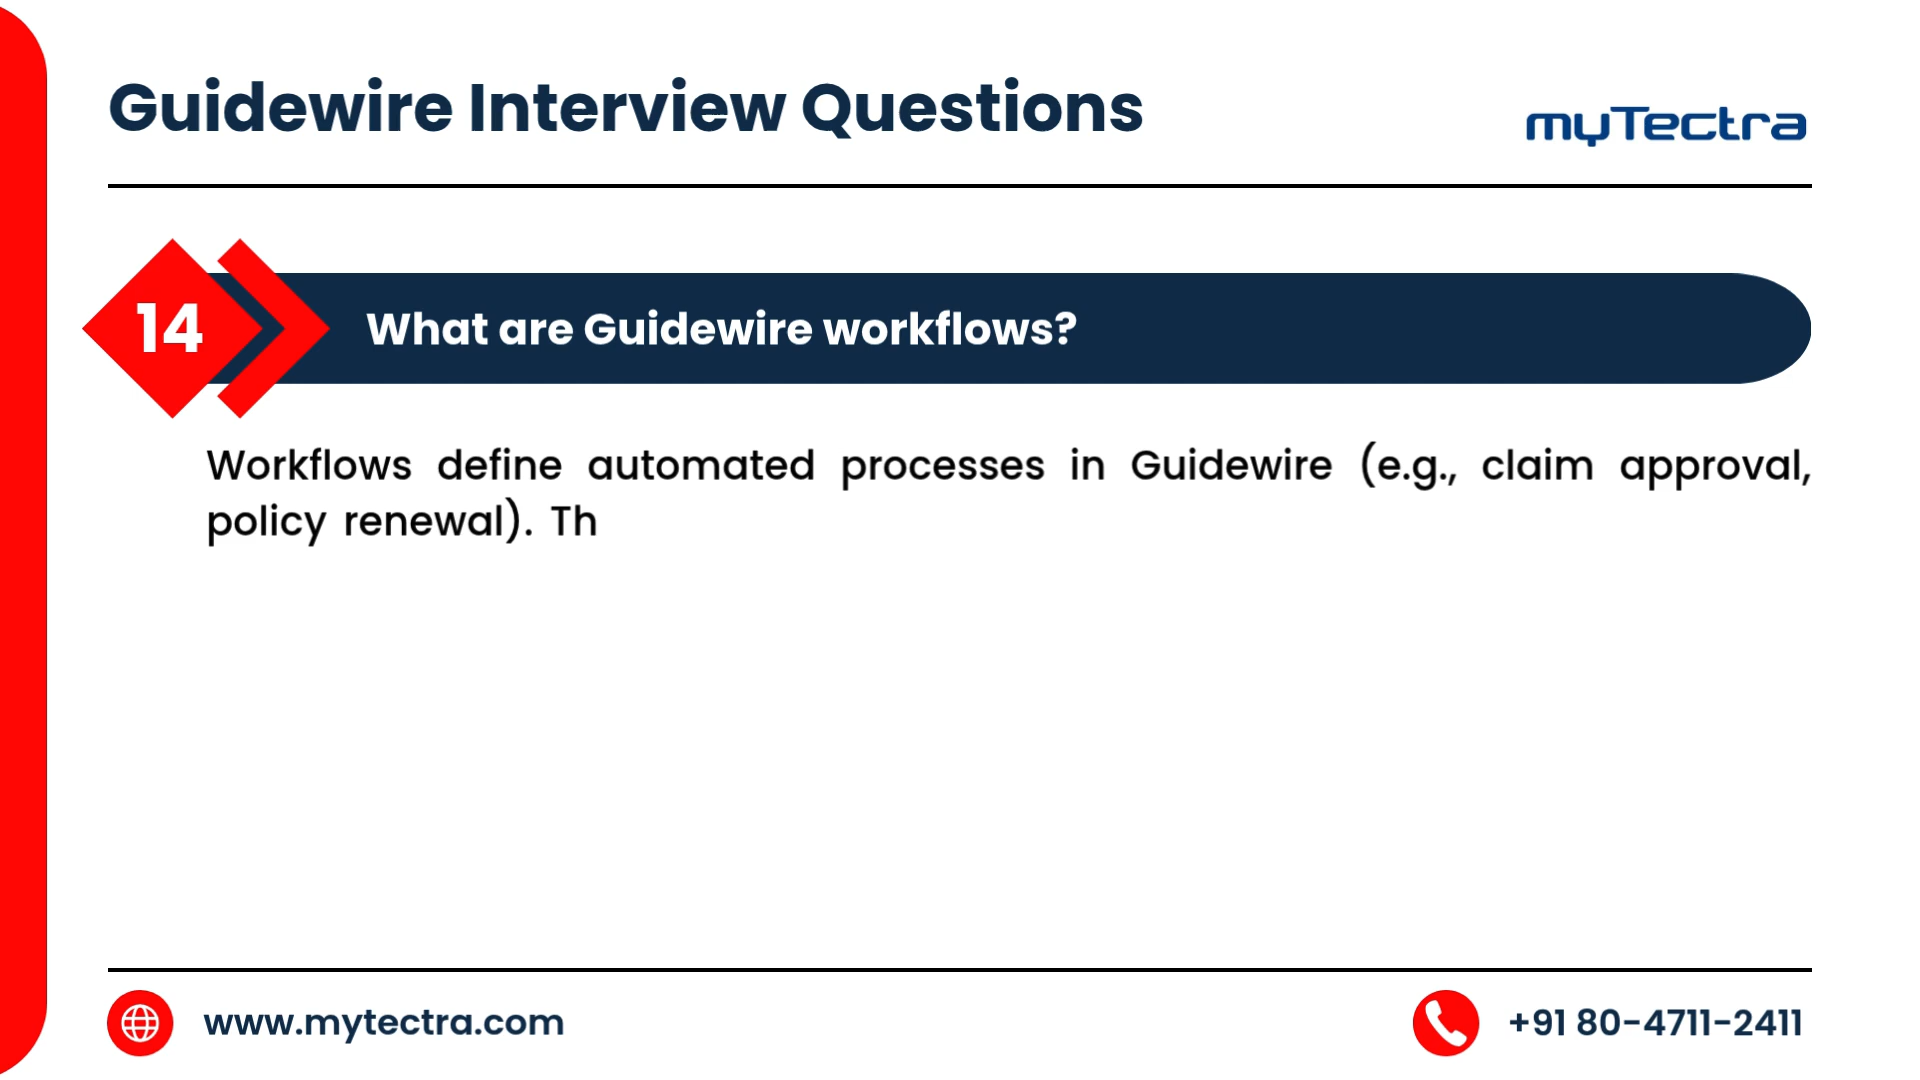 Guidewire Interview Questions
myTectra
14
What are Guidewire workflows?
Workflows define automated processes in Guidewire (e.g., claim approval,
policy renewal). Th
www.mytectra.com
+91 80-4711-2411